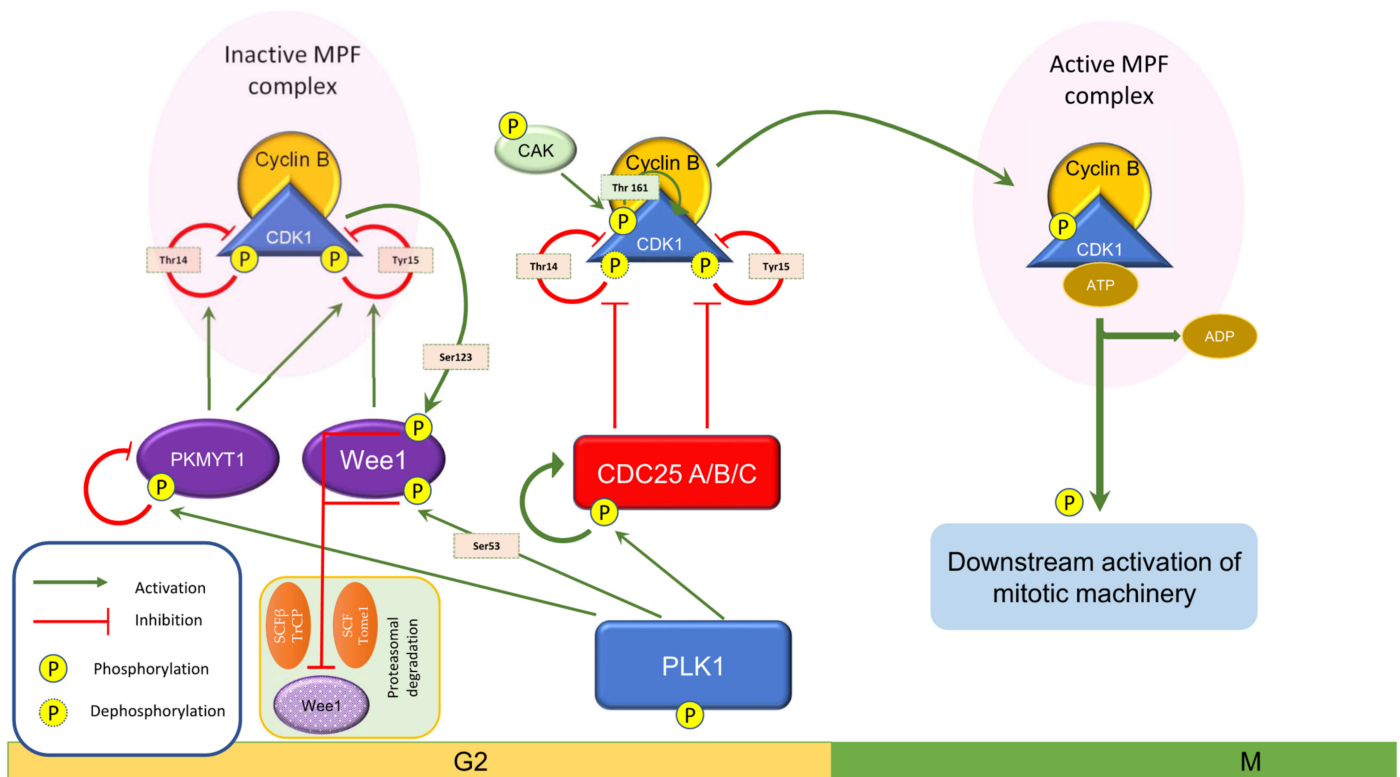 Inactive MPF
complex
Cyclin B
CDK1
P
P
Thr14
Tyr15
Ser123
P
CAK
Cyclin B
Thr 161
P
CDK1
P
P
Thr14
Tyr15
Active MPF
complex
Cyclin B
P
CDK1
ATP
ADP
PKMYT1
P
P
Wee1
P
CDC25 A/B/C
P
Ser53
P
Downstream activation of
mitotic machinery
Activation
Inhibition
P
Phosphorylation
P
Dephosphorylation
SCFβ
TrCP
SCF
Tome1
Proteasomal
degradation
Wee1
PLK1
P
G2
M